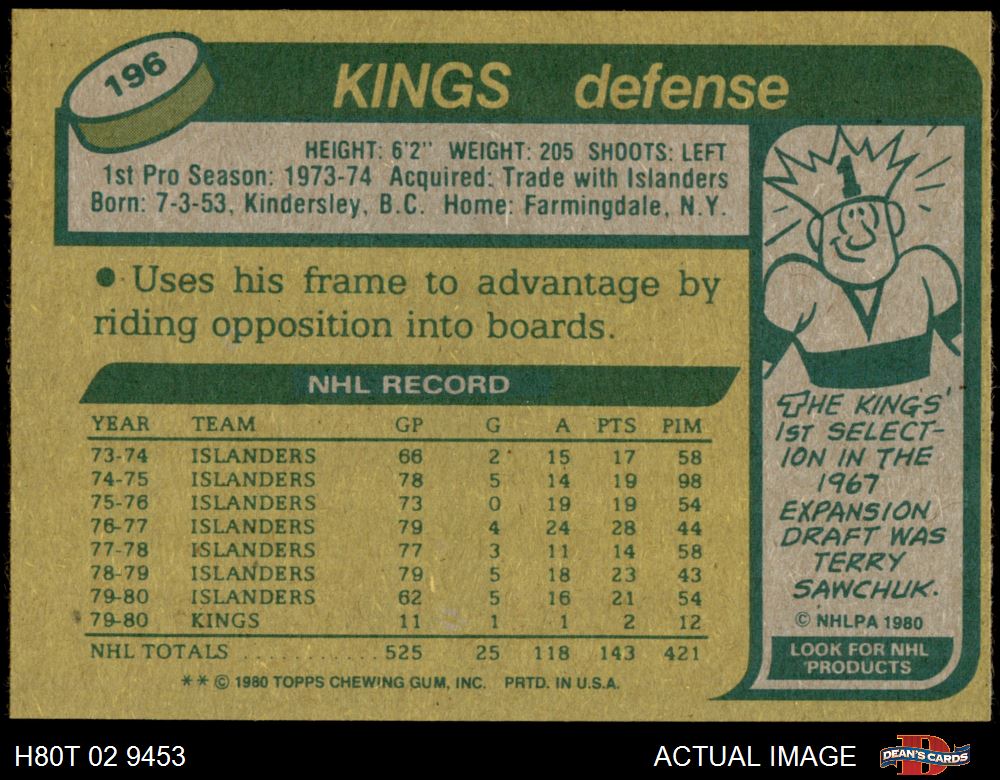 196
KINGS defense
HEIGHT: 6'2" WEIGHT: 205 SHOOTS: LEFT
1st Pro Season: 1973-74 Acquired: Trade with Islanders
Born: 7-3-53, Kindersley, B.C. Home: Farmingdale, N.Y.
1
● Uses his frame to advantage by
riding opposition into boards.
NHL RECORD
YEAR TEAM GP G A PTS PIM
73-74 ISLANDERS 66 2 15 17 58
74-75 ISLANDERS 78 5 14 19 98
75-76 ISLANDERS 73 0 19 19 54
76-77 ISLANDERS 79 4 24 28 44
77-78 ISLANDERS 77 3 11 14 58
78-79 ISLANDERS 79 5 18 23 43
79-80 ISLANDERS 62 5 16 21 54
79-80 KINGS 11 1 1 2 12
NHL TOTALS ............ 525 25 118 143 421
** © 1980 TOPPS CHEWING GUM, INC. PRTD. IN U.S.A.
THE KINGS'
1ST SELECT-
ION IN THE
1967
EXPANSION
DRAFT WAS
TERRY
SAWCHUK.
© NHLPA 1980
LOOK FOR NHL
PRODUCTS
H80T 02 9453 ACTUAL IMAGE
DEAN'S CARDS